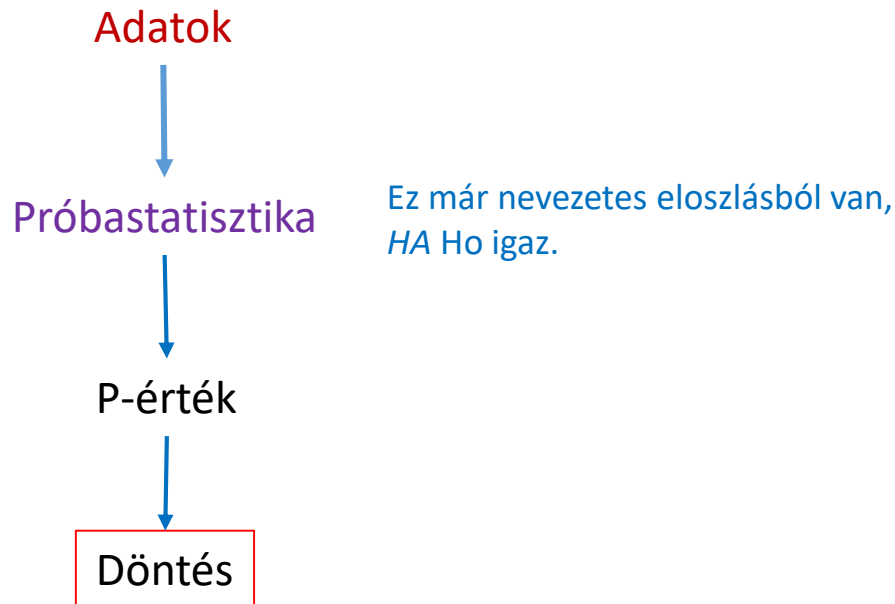 Adatok
Próbastatisztika
Ez már nevezetes eloszlásból van,
HA Ho igaz.
P-érték
Döntés